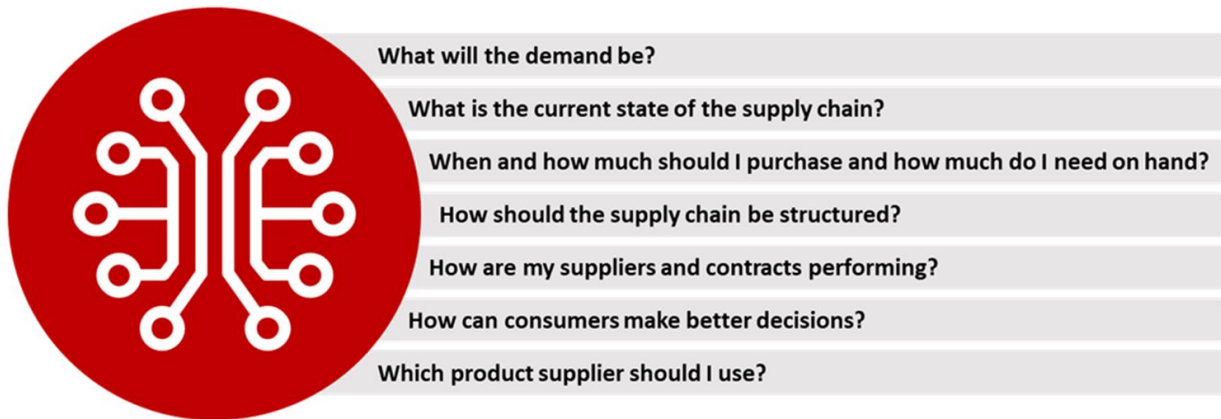 What will the demand be?
What is the current state of the supply chain?
When and how much should I purchase and how much do I need on hand?
How should the supply chain be structured?
How are my suppliers and contracts performing?
How can consumers make better decisions?
Which product supplier should I use?